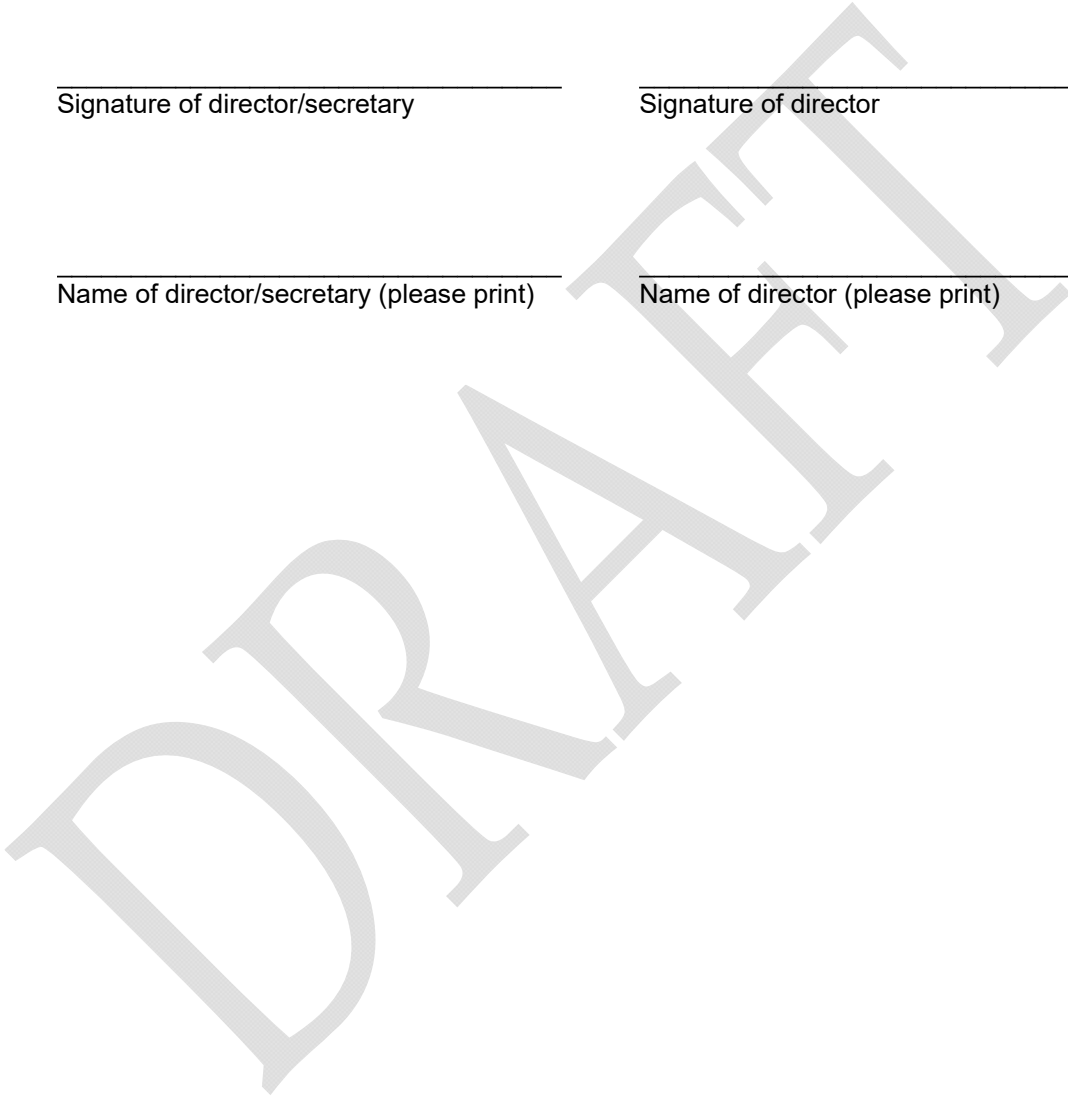 Signature of director/secretary Signature of director
Name of director/secretary (please print) Name of director (please print)
DRAFT